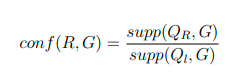 conf(R, G) = supp(Q_R, G) / supp(Q_l, G)